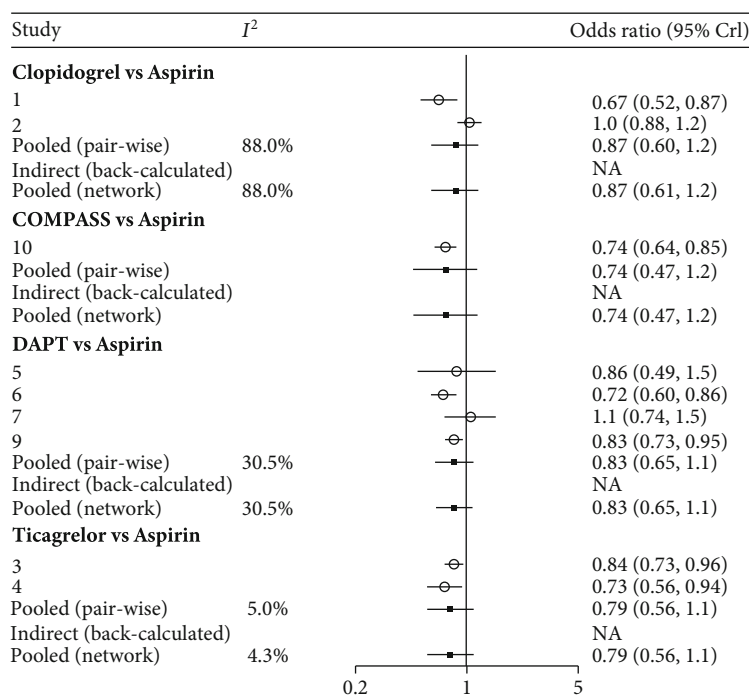 Study I² Odds ratio (95% Crl)
Clopidogrel vs Aspirin
1 0.67 (0.52, 0.87)
2 1.0 (0.88, 1.2)
Pooled (pair-wise) 88.0% 0.87 (0.60, 1.2)
Indirect (back-calculated) NA
Pooled (network) 88.0% 0.87 (0.61, 1.2)
COMPASS vs Aspirin
10 0.74 (0.64, 0.85)
Pooled (pair-wise) 0.74 (0.47, 1.2)
Indirect (back-calculated) NA
Pooled (network) 0.74 (0.47, 1.2)
DAPT vs Aspirin
5 0.86 (0.49, 1.5)
6 0.72 (0.60, 0.86)
7 1.1 (0.74, 1.5)
9 0.83 (0.73, 0.95)
Pooled (pair-wise) 30.5% 0.83 (0.65, 1.1)
Indirect (back-calculated) NA
Pooled (network) 30.5% 0.83 (0.65, 1.1)
Ticagrelor vs Aspirin
3 0.84 (0.73, 0.96)
4 0.73 (0.56, 0.94)
Pooled (pair-wise) 5.0% 0.79 (0.56, 1.1)
Indirect (back-calculated) NA
Pooled (network) 4.3% 0.79 (0.56, 1.1)
0.2 1 5